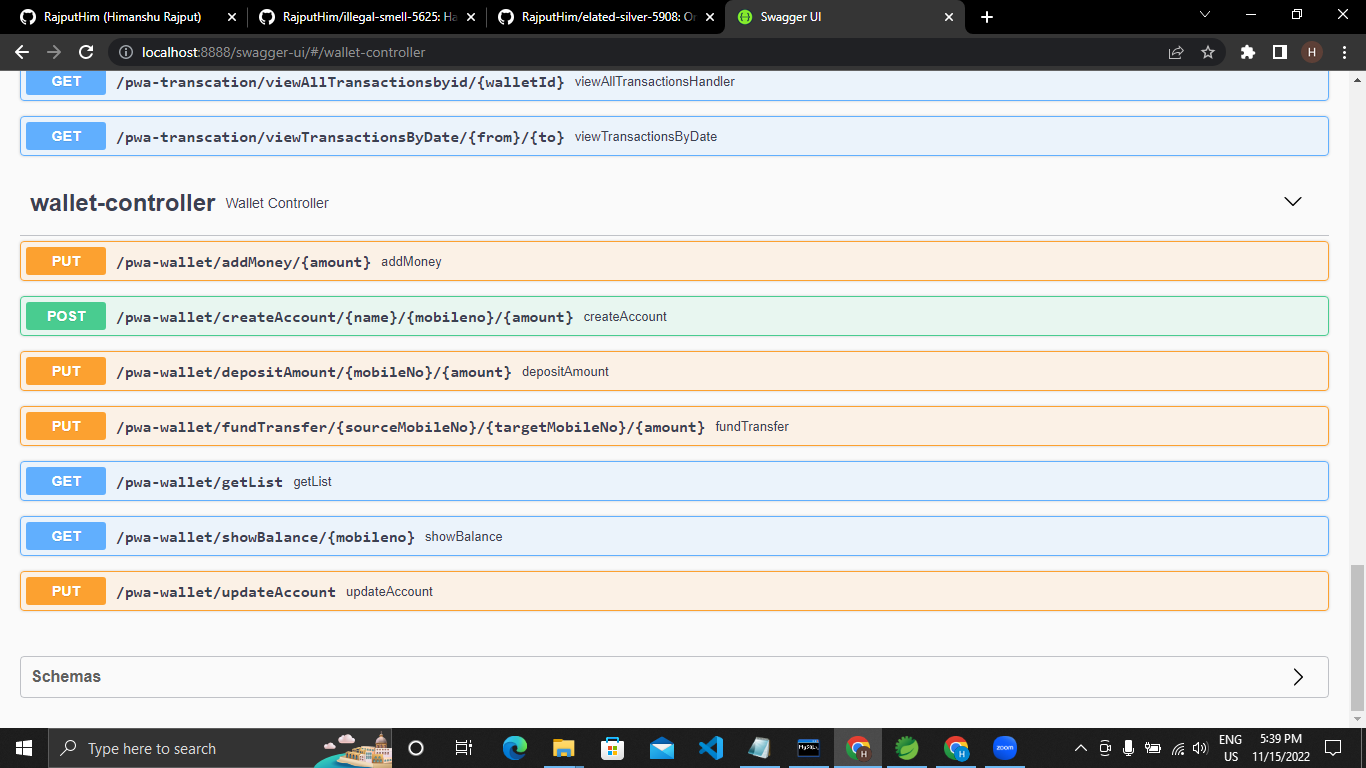 RajputHim (Himanshu Rajput)
RajputHim/illegal-smell-5625: Ha
RajputHim/elated-silver-5908: On
Swagger UI
localhost:8888/swagger-ui/#/wallet-controller
H
GET /pwa-transcation/viewAllTransactionsbyid/{walletId} viewAllTransactionsHandler
GET /pwa-transcation/viewTransactionsByDate/{from}/{to} viewTransactionsByDate
wallet-controller Wallet Controller
PUT /pwa-wallet/addMoney/{amount} addMoney
POST /pwa-wallet/createAccount/{name}/{mobileno}/{amount} createAccount
PUT /pwa-wallet/depositAmount/{mobileNo}/{amount} depositAmount
PUT /pwa-wallet/fundTransfer/{sourceMobileNo}/{targetMobileNo}/{amount} fundTransfer
GET /pwa-wallet/getList getList
GET /pwa-wallet/showBalance/{mobileno} showBalance
PUT /pwa-wallet/updateAccount updateAccount
Schemas
Type here to search
MySQL
H
H
zoom
ENG
US
5:39 PM
11/15/2022